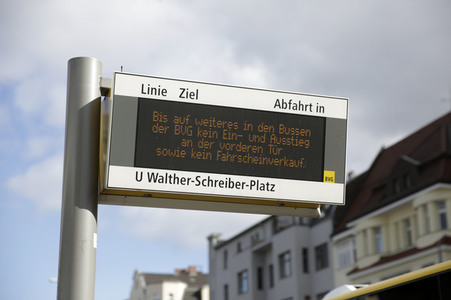 Linie Ziel Abfahrt in
Bis auf weiteres in den Bussen
der BVG kein Ein- und Ausstieg
an der vorderen Tür
sowie kein Fahrscheinverkauf.
BVG
U Walther-Schreiber-Platz